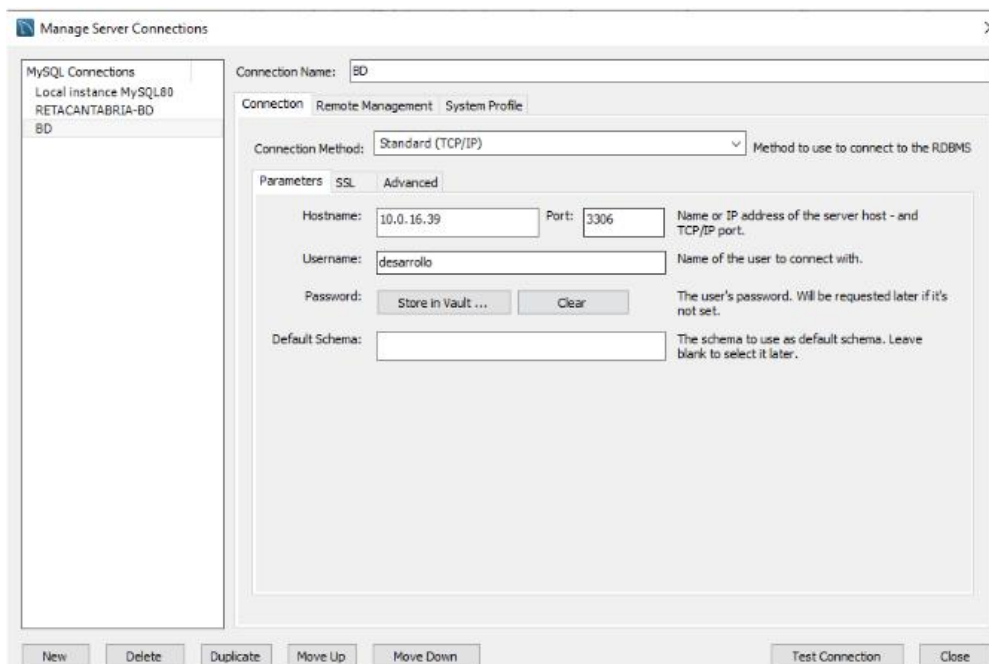 Manage Server Connections
MySQL Connections
Local instance MySQL80
RETACANTABRIA-BD
BD
Connection Name: BD
Connection Remote Management System Profile
Connection Method: Standard (TCP/IP) Method to use to connect to the RDBMS
Parameters SSL Advanced
Hostname: 10.0.16.39 Port: 3306 Name or IP address of the server host - and
TCP/IP port.
Username: desarrollo Name of the user to connect with.
Password: Store in Vault ... Clear The user's password. Will be requested later if it's
not set.
Default Schema: The schema to use as default schema. Leave
blank to select it later.
New Delete Duplicate Move Up Move Down Test Connection Close